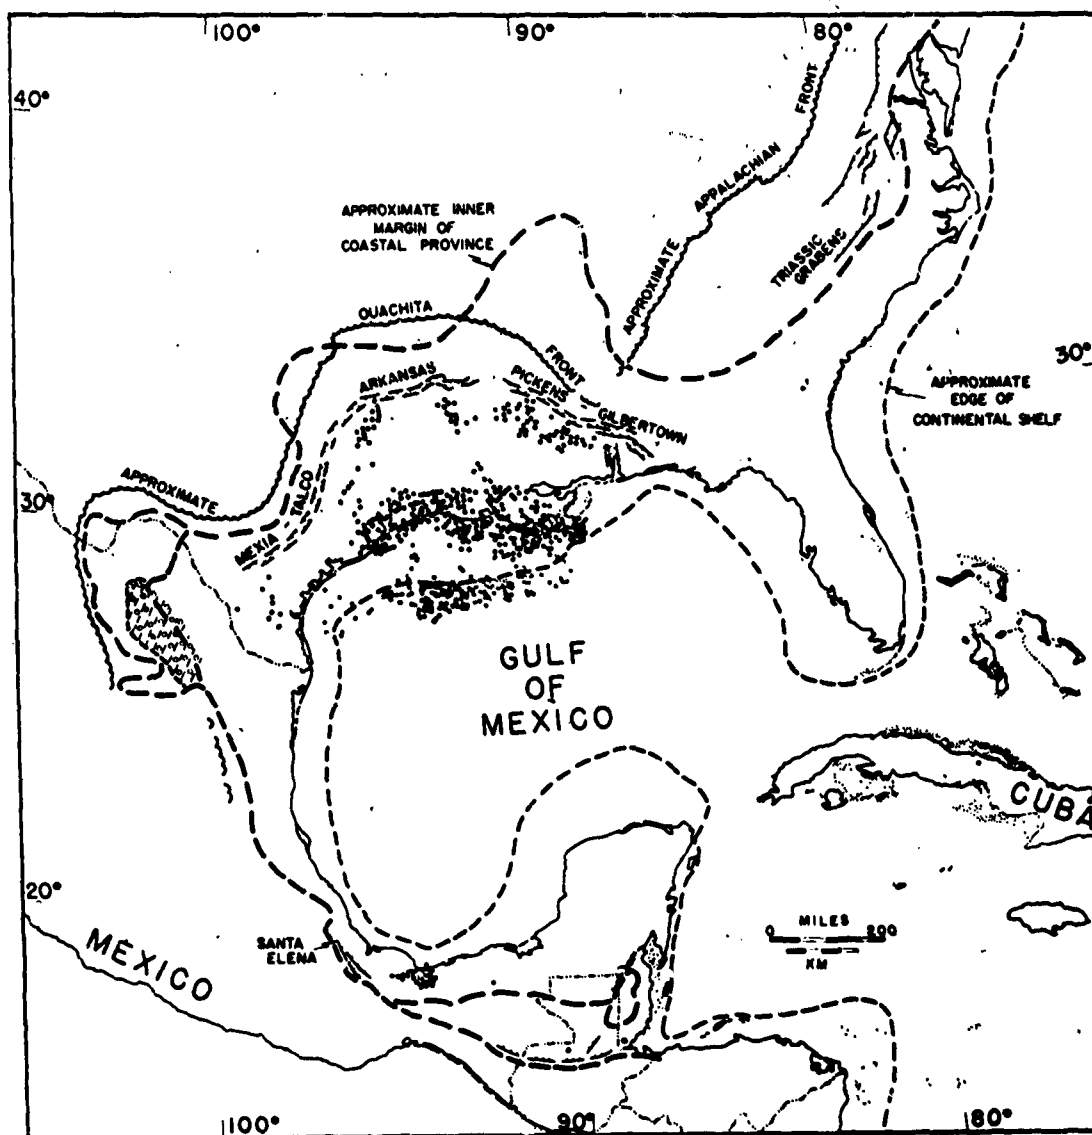 100°
90°
80°
40°
APPROXIMATE INNER
MARGIN OF
COASTAL PROVINCE
APPROXIMATE APPALACHIAN FRONT
TRIASSIC
GRABENS
OUACHITA
FRONT
30°
ARKANSAS
PICKENS
GILBERTOWN
APPROXIMATE
EDGE OF
CONTINENTAL SHELF
APPROXIMATE
30°
MEXIA
TALCO
GULF
OF
MEXICO
CUBA
20°
MEXICO
SANTA
ELENA
MILES
0 200
KM
100°
90°
80°